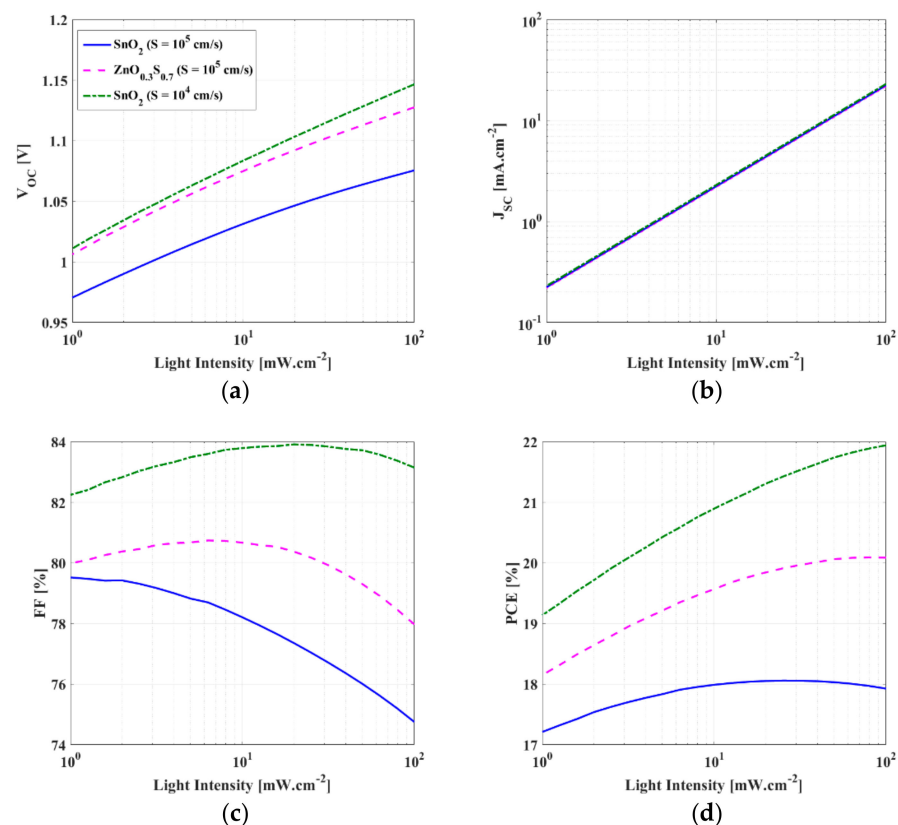 1.2
1.15
1.1
1.05
1
0.95
V_OC [V]
SnO_2 (S = 10^5 cm/s)
ZnO_0.3S_0.7 (S = 10^5 cm/s)
SnO_2 (S = 10^4 cm/s)
10^0
10^1
10^2
Light Intensity [mW.cm^-2]
(a)
10^2
10^1
10^0
10^-1
J_SC [mA.cm^-2]
10^0
10^1
10^2
Light Intensity [mW.cm^-2]
(b)
84
82
80
78
76
74
FF [%]
10^0
10^1
10^2
Light Intensity [mW.cm^-2]
(c)
22
21
20
19
18
17
PCE [%]
10^0
10^1
10^2
Light Intensity [mW.cm^-2]
(d)